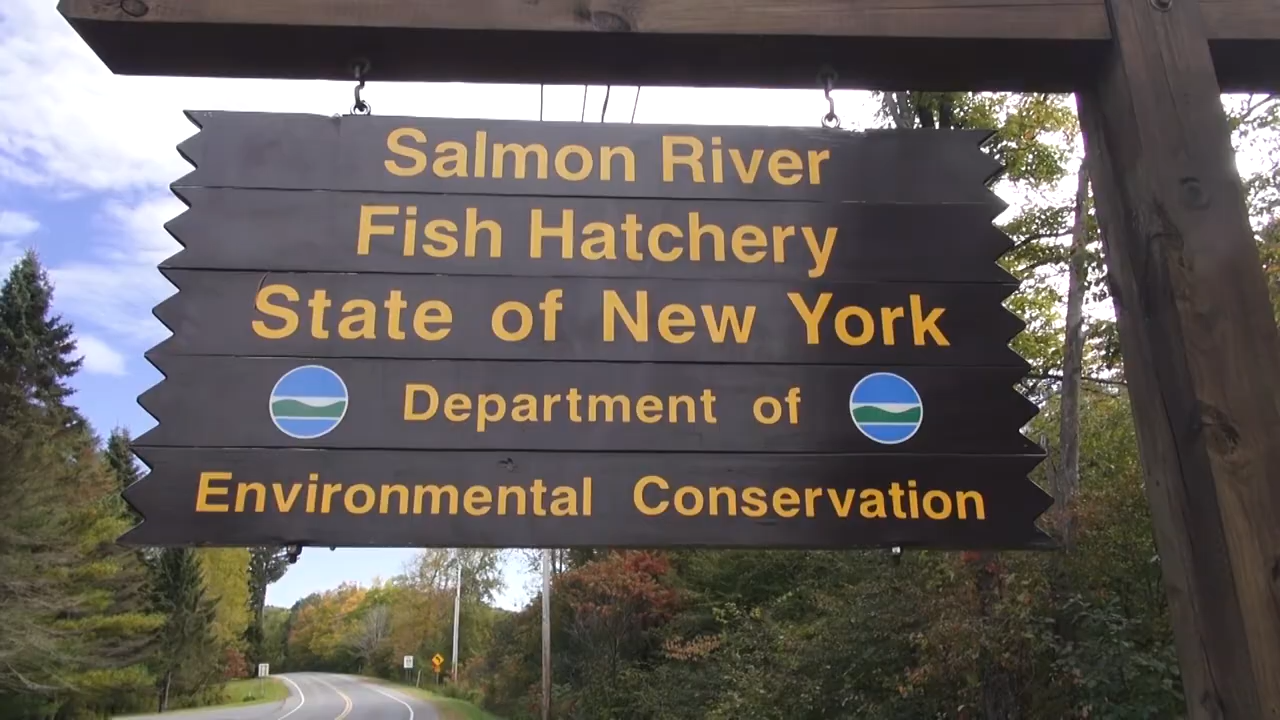 Salmon River
Fish Hatchery
State of New York
Department of
Environmental Conservation